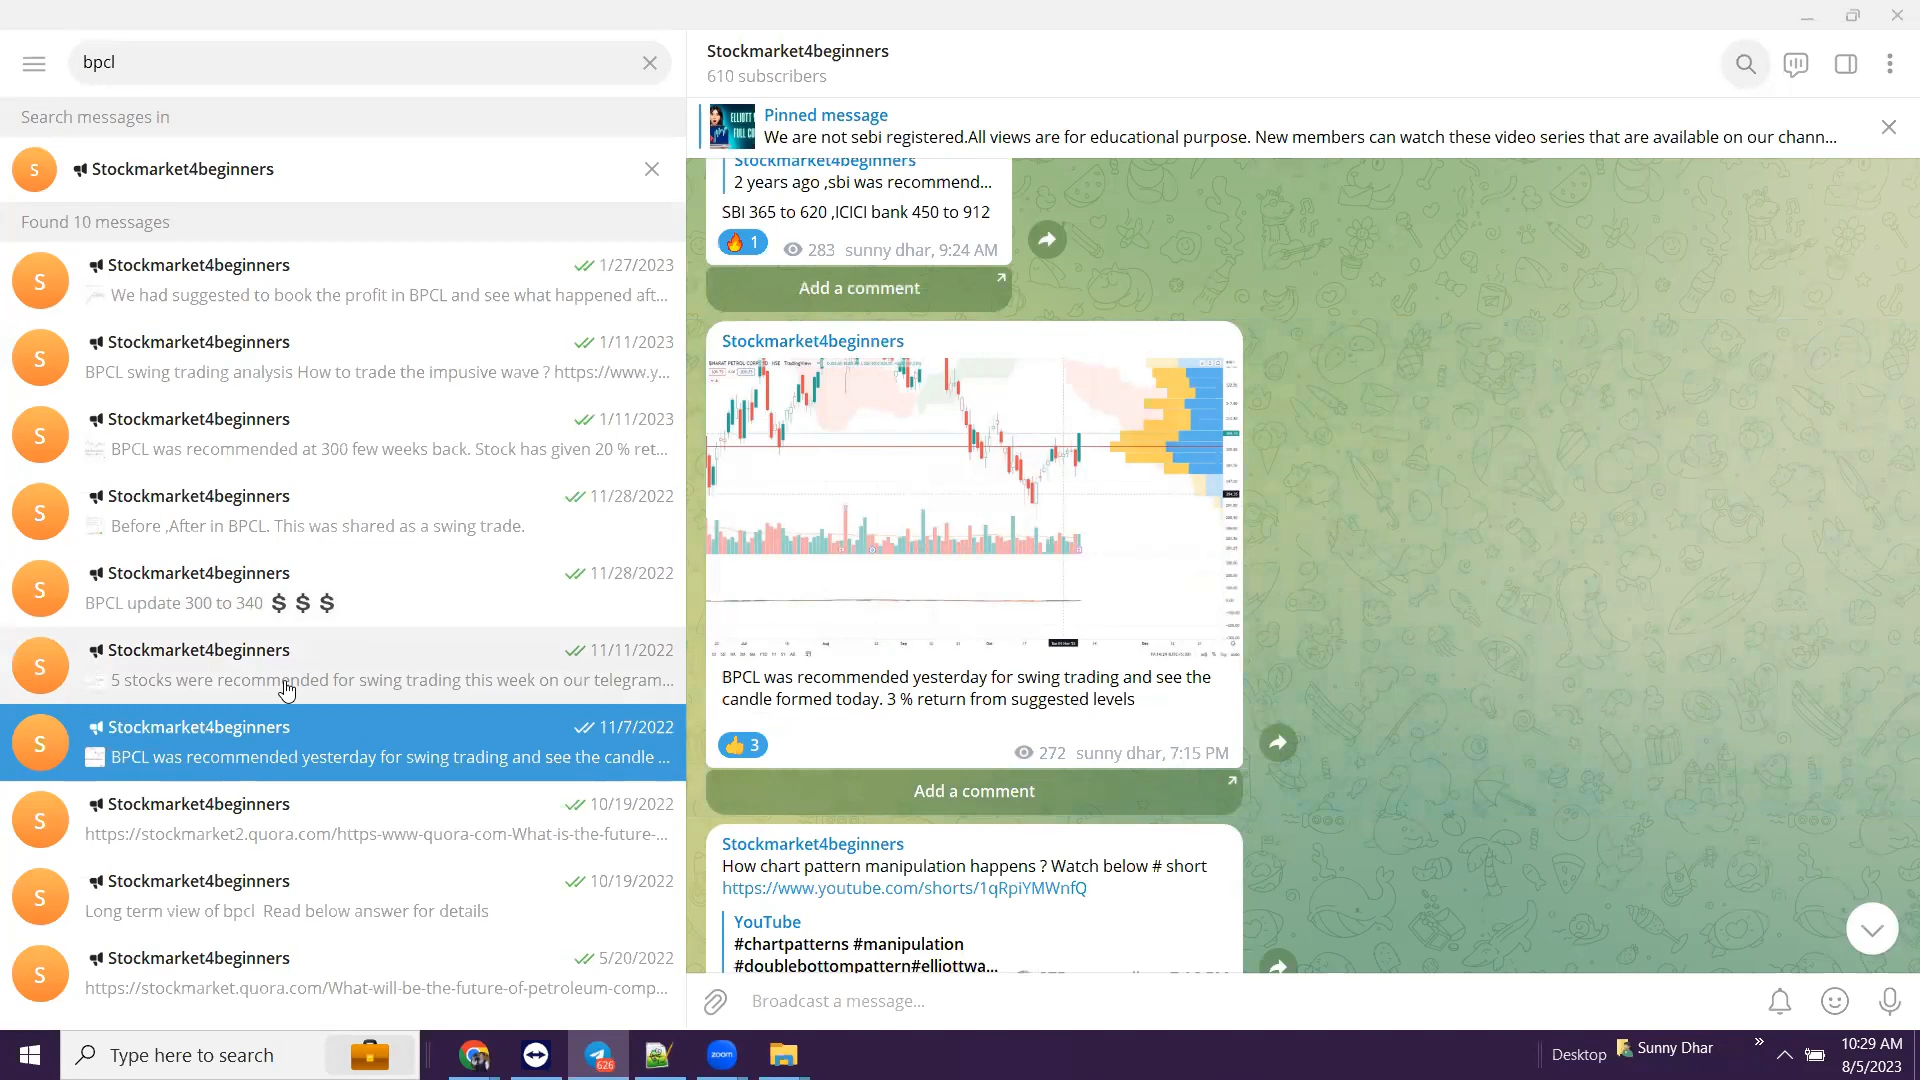 bpcl
Search messages in
S
Stockmarket4beginners
Found 10 messages
S
Stockmarket4beginners
1/27/2023
We had suggested to book the profit in BPCL and see what happened aft...
S
Stockmarket4beginners
1/11/2023
BPCL swing trading analysis How to trade the impusive wave ? https://www.y...
S
Stockmarket4beginners
1/11/2023
BPCL was recommended at 300 few weeks back. Stock has given 20 % ret...
S
Stockmarket4beginners
11/28/2022
Before ,After in BPCL. This was shared as a swing trade.
S
Stockmarket4beginners
11/28/2022
BPCL update 300 to 340 💲💲💲
S
Stockmarket4beginners
11/11/2022
5 stocks were recommended for swing trading this week on our telegram...
S
Stockmarket4beginners
11/7/2022
BPCL was recommended yesterday for swing trading and see the candle ...
S
Stockmarket4beginners
10/19/2022
https://stockmarket2.quora.com/https-www-quora-com-What-is-the-future-...
S
Stockmarket4beginners
10/19/2022
Long term view of bpcl Read below answer for details
S
Stockmarket4beginners
5/20/2022
https://stockmarket.quora.com/What-will-be-the-future-of-petroleum-comp...
Stockmarket4beginners
610 subscribers
Pinned message
We are not sebi registered.All views are for educational purpose. New members can watch these video series that are available on our chann...
Stockmarket4beginners
2 years ago ,sbi was recommend...
SBI 365 to 620 ,ICICI bank 450 to 912
🔥 1
283 sunny dhar, 9:24 AM
Add a comment
Stockmarket4beginners
BPCL was recommended yesterday for swing trading and see the
candle formed today. 3 % return from suggested levels
👍 3
272 sunny dhar, 7:15 PM
Add a comment
Stockmarket4beginners
How chart pattern manipulation happens ? Watch below # short
https://www.youtube.com/shorts/1qRpiYMWnfQ
YouTube
#chartpatterns #manipulation
#doublebottompattern#elliottwa...
Broadcast a message...
Type here to search
626
zoom
Desktop
Sunny Dhar
10:29 AM
8/5/2023